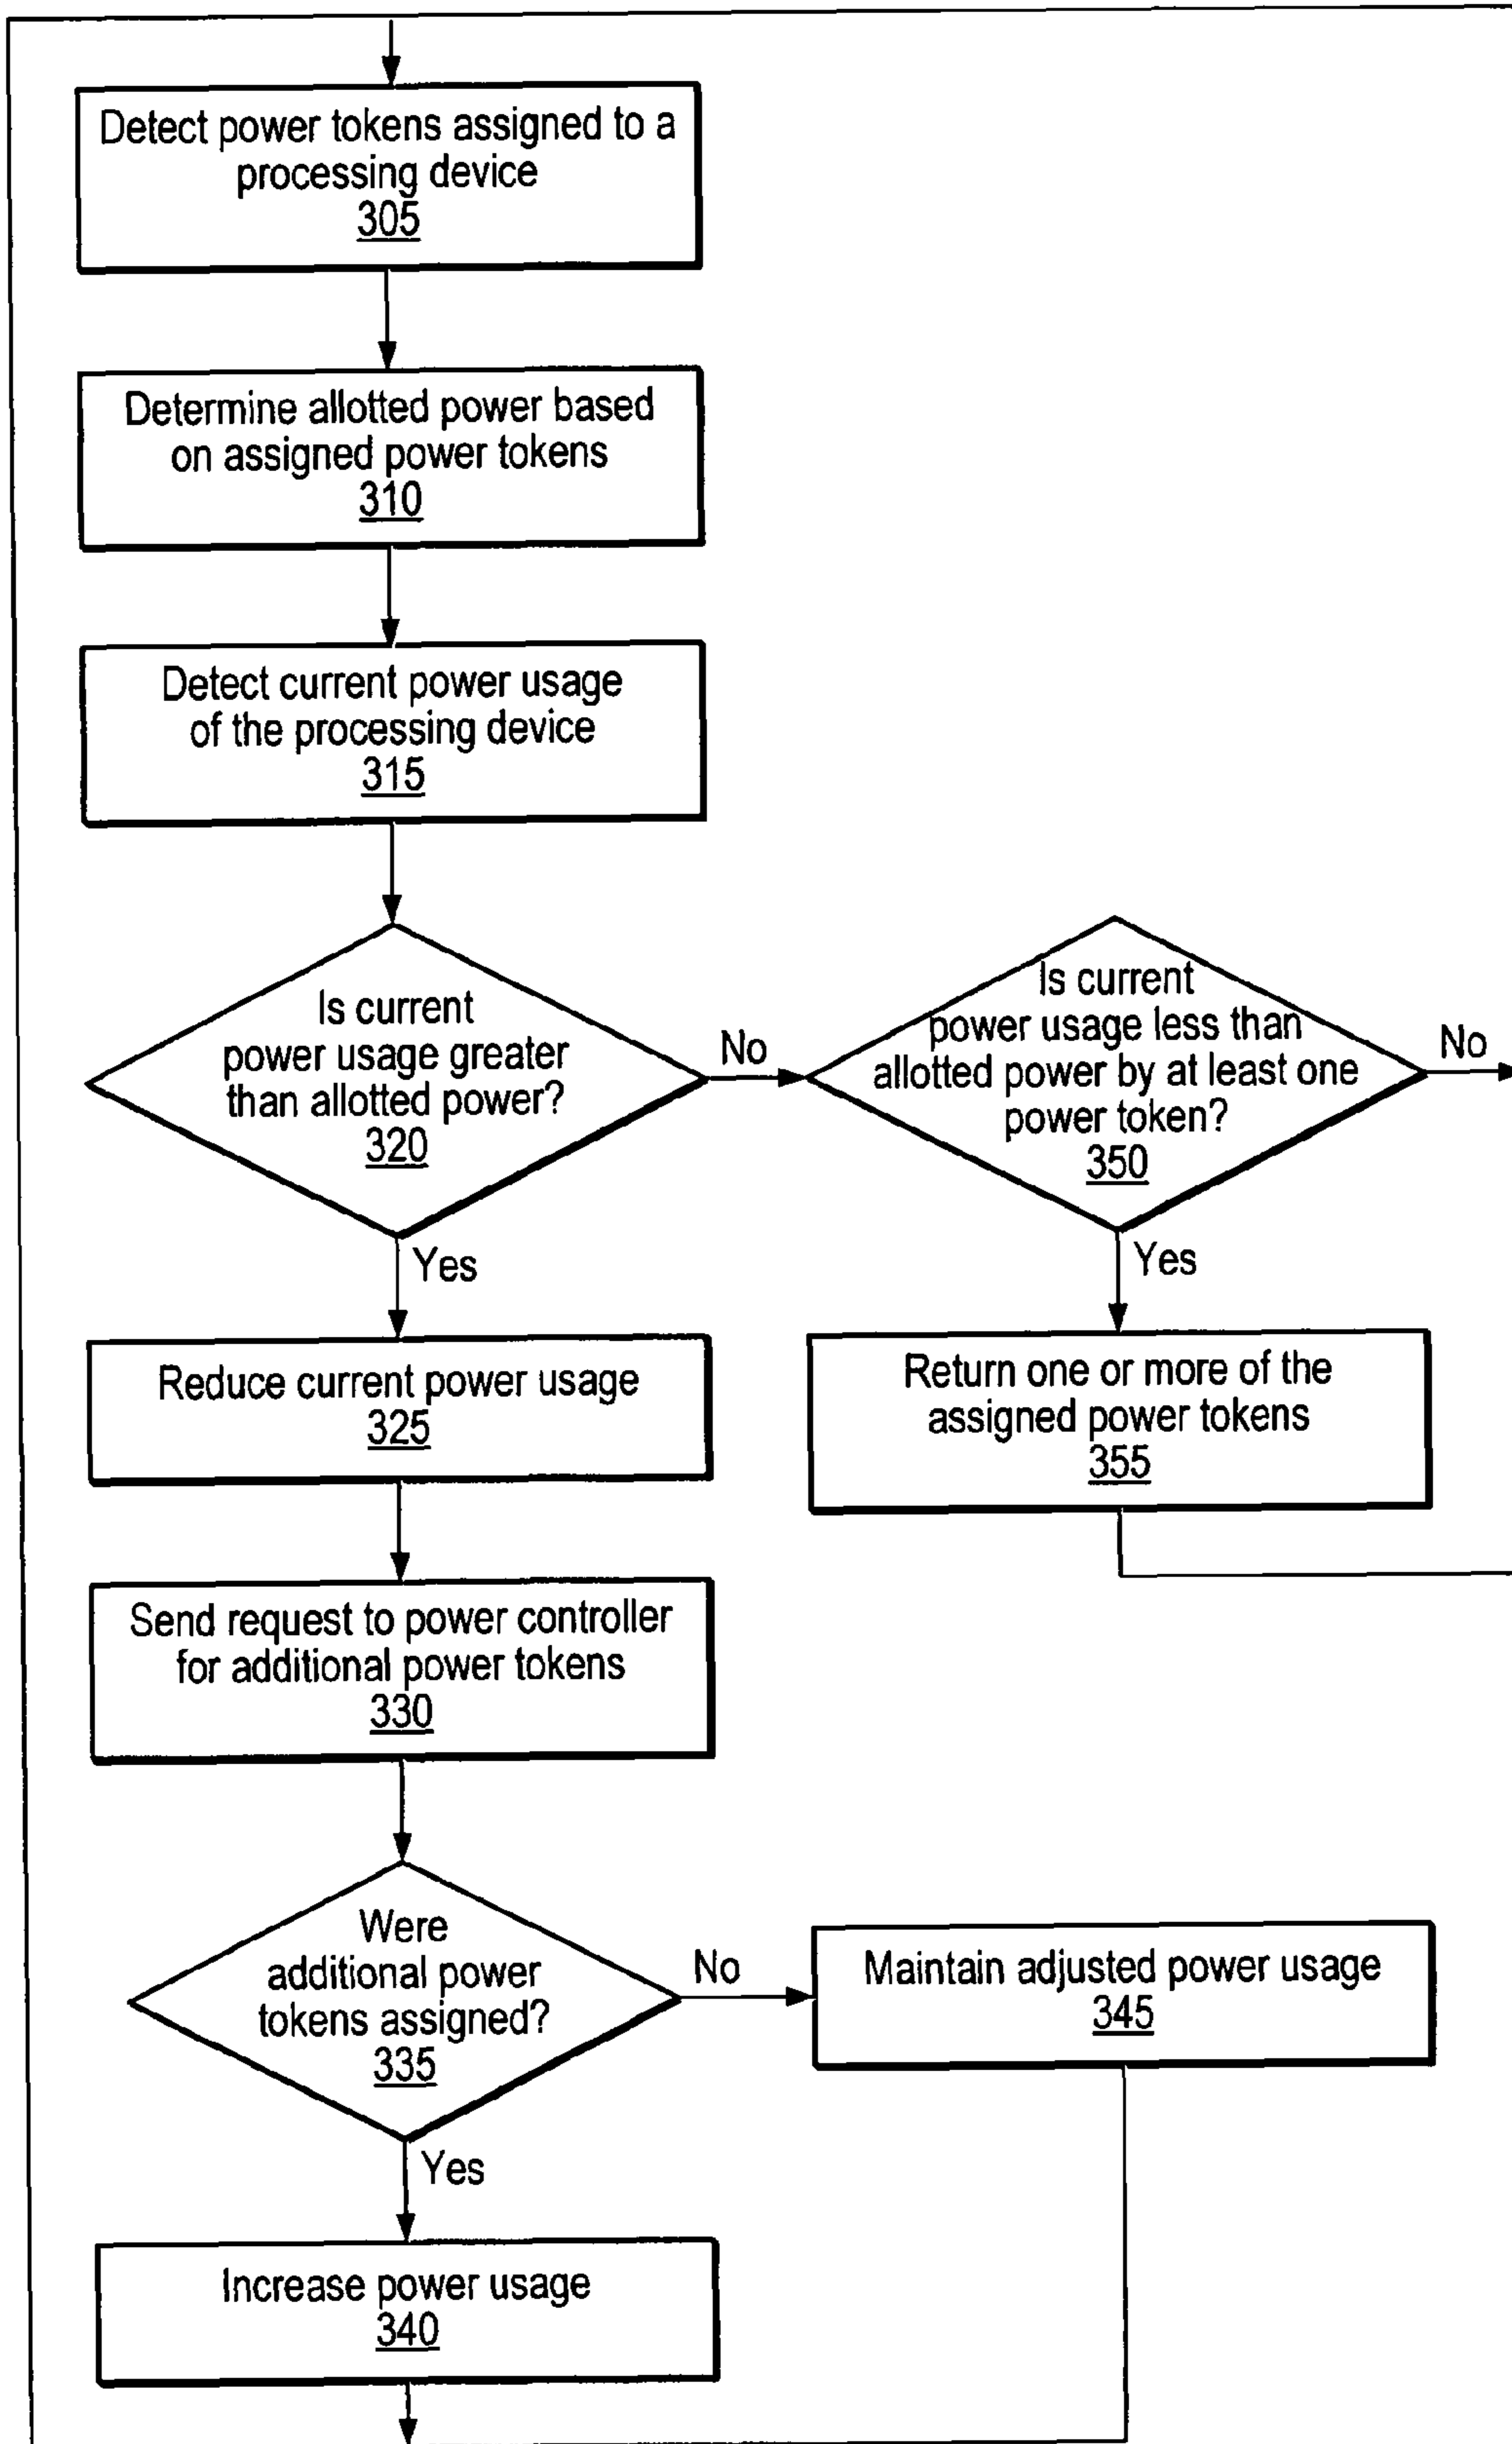 Detect power tokens assigned to a
processing device
305
Determine allotted power based
on assigned power tokens
310
Detect current power usage
of the processing device
315
Is current
power usage greater
than allotted power?
320
No
Is current
power usage less than
allotted power by at least one
power token?
350
No
Yes
Yes
Reduce current power usage
325
Return one or more of the
assigned power tokens
355
Send request to power controller
for additional power tokens
330
Were
additional power
tokens assigned?
335
No
Maintain adjusted power usage
345
Yes
Increase power usage
340